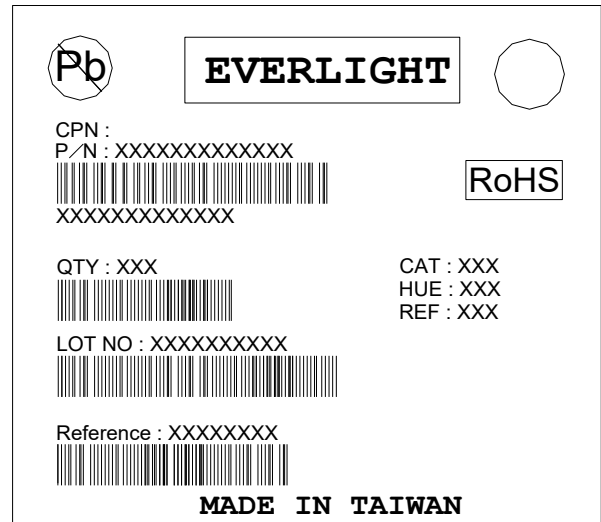 Pb
EVERLIGHT
CPN :
P/N : XXXXXXXXXXXXX
RoHS
XXXXXXXXXXXXX
QTY : XXX
CAT : XXX
HUE : XXX
REF : XXX
LOT NO : XXXXXXXXXX
Reference : XXXXXXXX
MADE IN TAIWAN